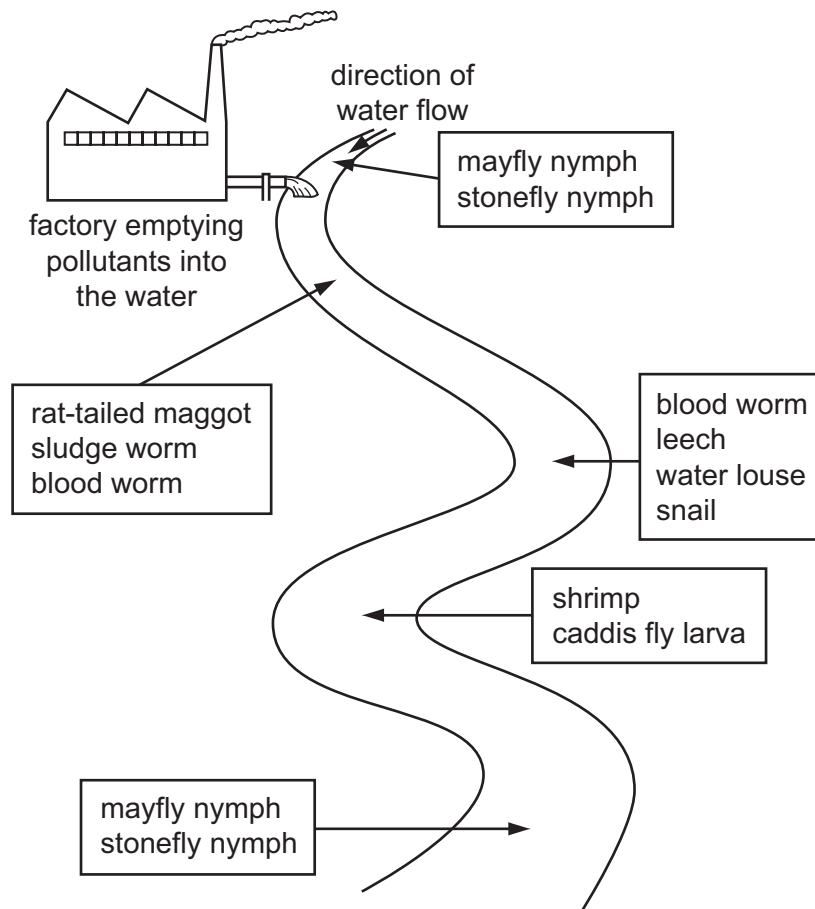 direction of
water flow
mayfly nymph
stonefly nymph
factory emptying
pollutants into
the water
rat-tailed maggot
sludge worm
blood worm
blood worm
leech
water louse
snail
shrimp
caddis fly larva
mayfly nymph
stonefly nymph